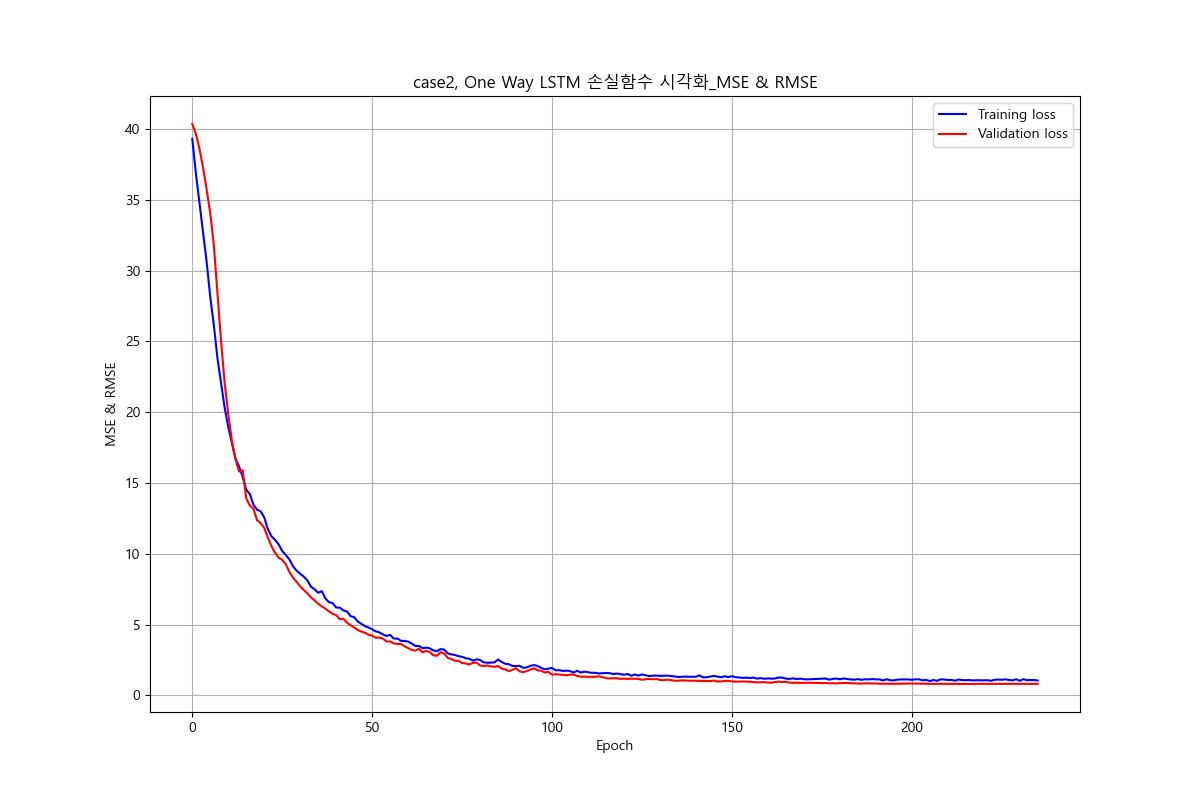 case2, One Way LSTM 손실함수 시각화_MSE & RMSE
Training loss
Validation loss
MSE & RMSE
40
35
30
25
20
15
10
5
0
0 50 100 150 200
Epoch